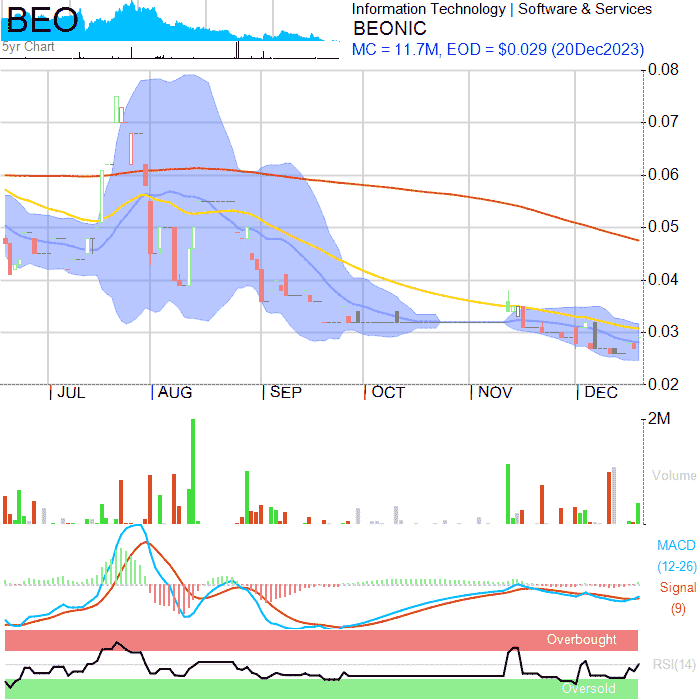 BEO
5yr Chart
Information Technology | Software & Services
BEONIC
MC = 11.7M, EOD = $0.029 (20Dec2023)
0.08
0.07
0.06
0.05
0.04
0.03
0.02
JUL AUG SEP OCT NOV DEC
2M
Volume
MACD
(12-26)
Signal
(9)
Overbought
RSI(14)
Oversold